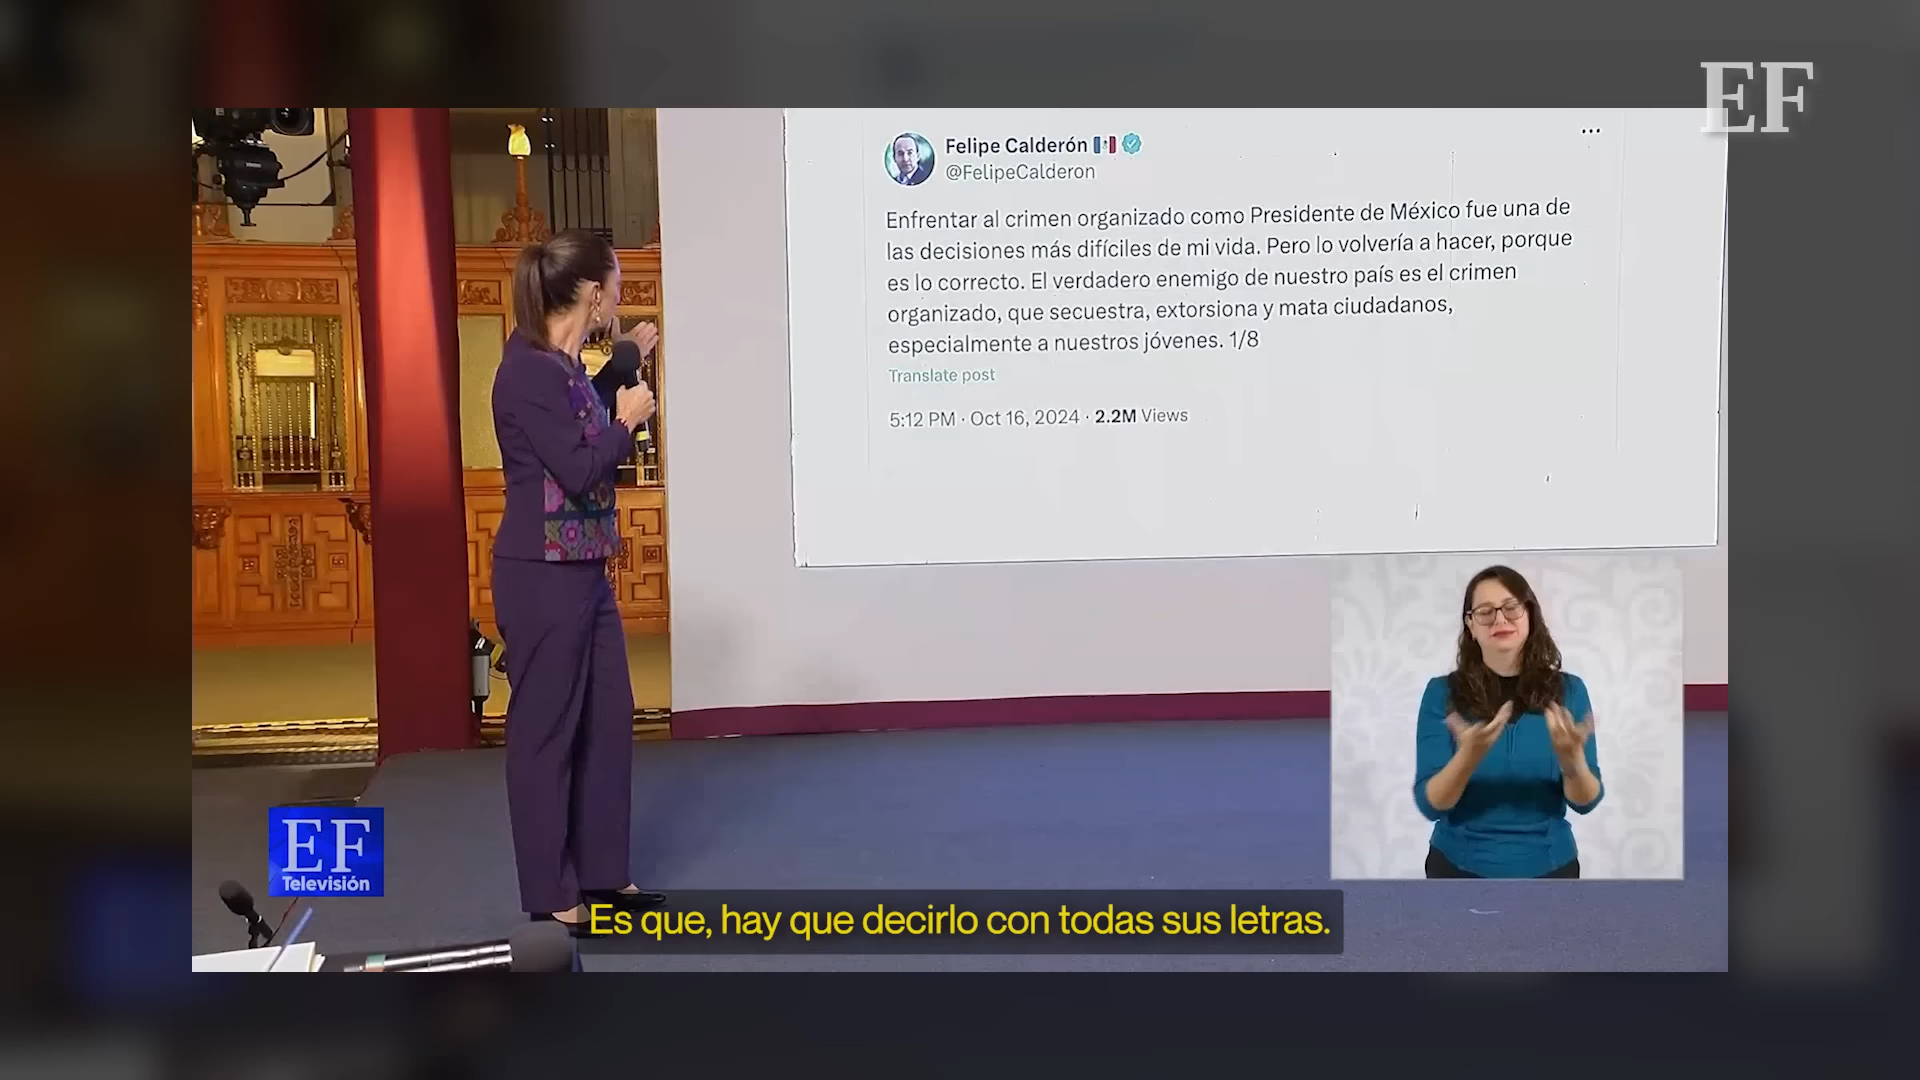 EF
Felipe Calderón
@FelipeCalderon
Enfrentar al crimen organizado como Presidente de México fue una de
las decisiones más difíciles de mi vida. Pero lo volvería a hacer, porque
es lo correcto. El verdadero enemigo de nuestro país es el crimen
organizado, que secuestra, extorsiona y mata ciudadanos,
especialmente a nuestros jóvenes. 1/8
Translate post
5:12 PM · Oct 16, 2024 · 2.2M Views
EF
Televisión
Es que, hay que decirlo con todas sus letras.